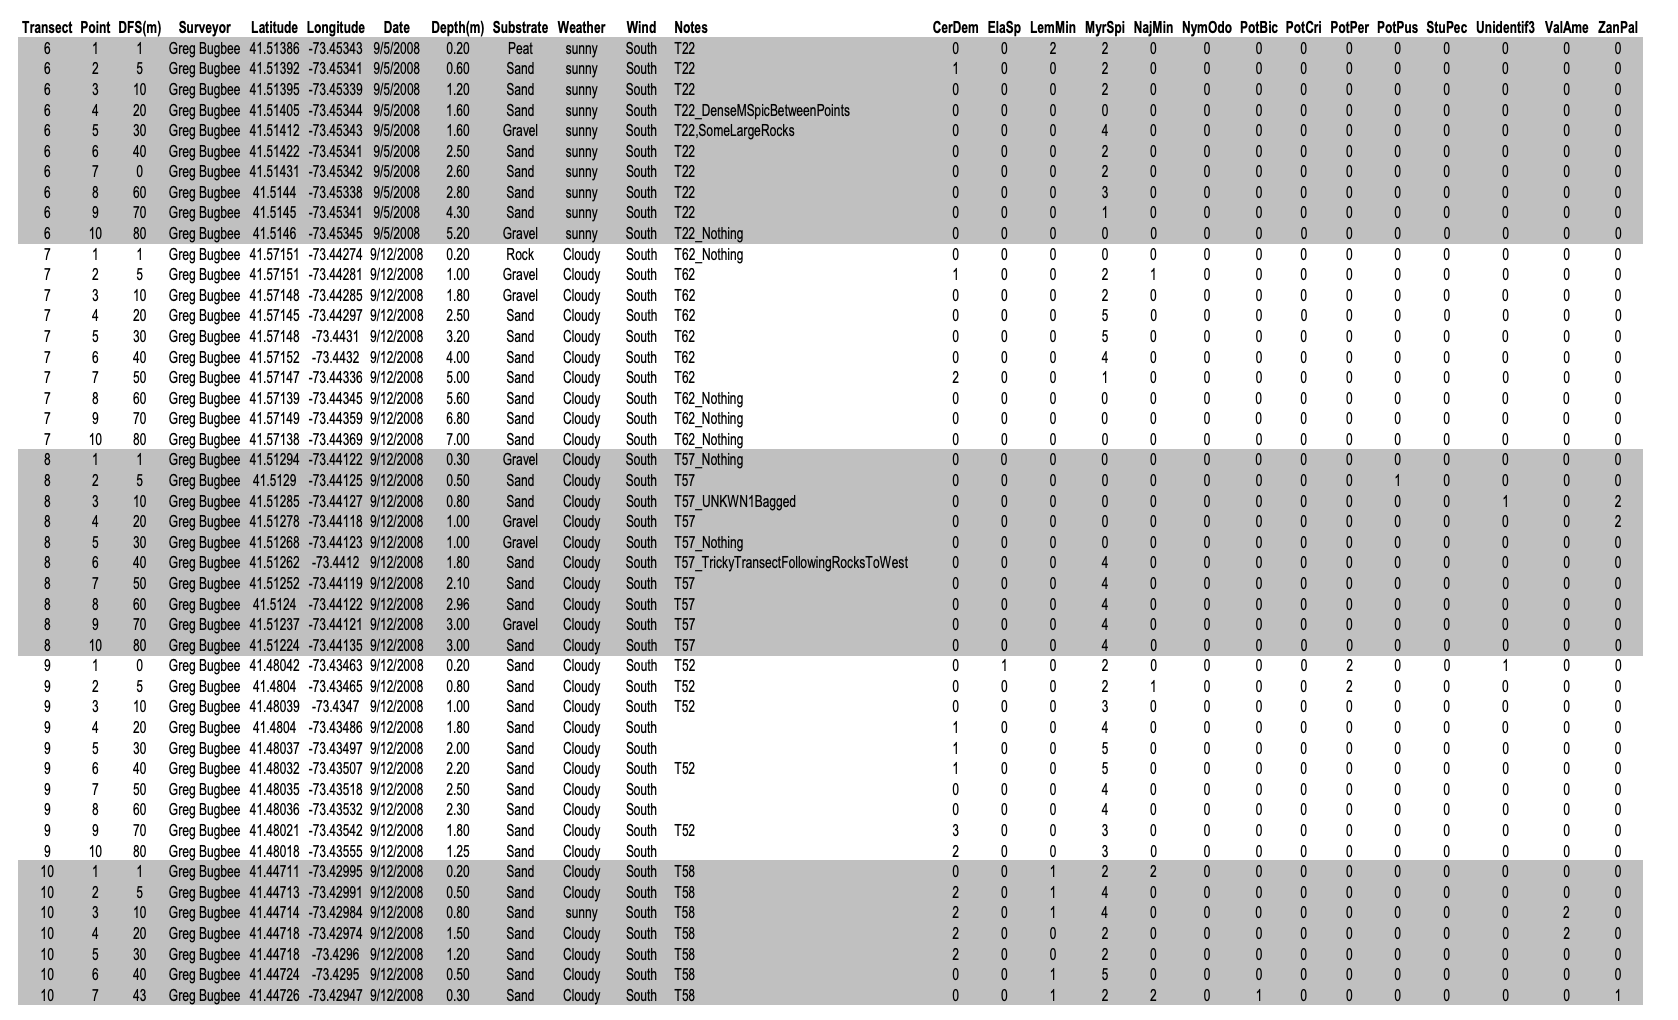 Transect Point DFS(m) Surveyor Latitude Longitude Date Depth(m) Substrate Weather Wind Notes CerDem ElaSp LemMin MyrSpi NajMin NymOdo PotBic PotCri PotPer PotPus StuPec Unidentif3 ValAme ZanPal
6 1 1 Greg Bugbee 41.51386 -73.45343 9/5/2008 0.20 Peat sunny South T22 0 0 2 2 0 0 0 0 0 0 0 0 0 0
6 2 5 Greg Bugbee 41.51392 -73.45341 9/5/2008 0.60 Sand sunny South T22 1 0 0 2 0 0 0 0 0 0 0 0 0 0
6 3 10 Greg Bugbee 41.51395 -73.45339 9/5/2008 1.20 Sand sunny South T22 0 0 0 2 0 0 0 0 0 0 0 0 0 0
6 4 20 Greg Bugbee 41.51405 -73.45344 9/5/2008 1.60 Sand sunny South T22_DenseMSpicBetweenPoints 0 0 0 0 0 0 0 0 0 0 0 0 0 0
6 5 30 Greg Bugbee 41.51412 -73.45343 9/5/2008 1.60 Gravel sunny South T22,SomeLargeRocks 0 0 0 4 0 0 0 0 0 0 0 0 0 0
6 6 40 Greg Bugbee 41.51422 -73.45341 9/5/2008 2.50 Sand sunny South T22 0 0 0 2 0 0 0 0 0 0 0 0 0 0
6 7 0 Greg Bugbee 41.51431 -73.45342 9/5/2008 2.60 Sand sunny South T22 0 0 0 2 0 0 0 0 0 0 0 0 0 0
6 8 60 Greg Bugbee 41.5144 -73.45338 9/5/2008 2.80 Sand sunny South T22 0 0 0 3 0 0 0 0 0 0 0 0 0 0
6 9 70 Greg Bugbee 41.5145 -73.45341 9/5/2008 4.30 Sand sunny South T22 0 0 0 1 0 0 0 0 0 0 0 0 0 0
6 10 80 Greg Bugbee 41.5146 -73.45345 9/5/2008 5.20 Gravel sunny South T22_Nothing 0 0 0 0 0 0 0 0 0 0 0 0 0 0
7 1 1 Greg Bugbee 41.57151 -73.44274 9/12/2008 0.20 Rock Cloudy South T62_Nothing 0 0 0 0 0 0 0 0 0 0 0 0 0 0
7 2 5 Greg Bugbee 41.57151 -73.44281 9/12/2008 1.00 Gravel Cloudy South T62 1 0 0 2 1 0 0 0 0 0 0 0 0 0
7 3 10 Greg Bugbee 41.57148 -73.44285 9/12/2008 1.80 Gravel Cloudy South T62 0 0 0 2 0 0 0 0 0 0 0 0 0 0
7 4 20 Greg Bugbee 41.57145 -73.44297 9/12/2008 2.50 Sand Cloudy South T62 0 0 0 5 0 0 0 0 0 0 0 0 0 0
7 5 30 Greg Bugbee 41.57148 -73.4431 9/12/2008 3.20 Sand Cloudy South T62 0 0 0 5 0 0 0 0 0 0 0 0 0 0
7 6 40 Greg Bugbee 41.57152 -73.4432 9/12/2008 4.00 Sand Cloudy South T62 0 0 0 4 0 0 0 0 0 0 0 0 0 0
7 7 50 Greg Bugbee 41.57147 -73.44336 9/12/2008 5.00 Sand Cloudy South T62 2 0 0 1 0 0 0 0 0 0 0 0 0 0
7 8 60 Greg Bugbee 41.57139 -73.44345 9/12/2008 5.60 Sand Cloudy South T62_Nothing 0 0 0 0 0 0 0 0 0 0 0 0 0 0
7 9 70 Greg Bugbee 41.57149 -73.44359 9/12/2008 6.80 Sand Cloudy South T62_Nothing 0 0 0 0 0 0 0 0 0 0 0 0 0 0
7 10 80 Greg Bugbee 41.57138 -73.44369 9/12/2008 7.00 Sand Cloudy South T62_Nothing 0 0 0 0 0 0 0 0 0 0 0 0 0 0
8 1 1 Greg Bugbee 41.51294 -73.44122 9/12/2008 0.30 Gravel Cloudy South T57_Nothing 0 0 0 0 0 0 0 0 0 0 0 0 0 0
8 2 5 Greg Bugbee 41.5129 -73.44125 9/12/2008 0.50 Sand Cloudy South T57 0 0 0 0 0 0 0 0 0 1 0 0 0 0
8 3 10 Greg Bugbee 41.51285 -73.44127 9/12/2008 0.80 Sand Cloudy South T57_UNKWN1Bagged 0 0 0 0 0 0 0 0 0 0 0 1 0 2
8 4 20 Greg Bugbee 41.51278 -73.44118 9/12/2008 1.00 Gravel Cloudy South T57 0 0 0 0 0 0 0 0 0 0 0 0 0 2
8 5 30 Greg Bugbee 41.51268 -73.44123 9/12/2008 1.00 Gravel Cloudy South T57_Nothing 0 0 0 0 0 0 0 0 0 0 0 0 0 0
8 6 40 Greg Bugbee 41.51262 -73.4412 9/12/2008 1.80 Sand Cloudy South T57_TrickyTransectFollowingRocksToWest 0 0 0 4 0 0 0 0 0 0 0 0 0 0
8 7 50 Greg Bugbee 41.51252 -73.44119 9/12/2008 2.10 Sand Cloudy South T57 0 0 0 4 0 0 0 0 0 0 0 0 0 0
8 8 60 Greg Bugbee 41.5124 -73.44122 9/12/2008 2.96 Sand Cloudy South T57 0 0 0 4 0 0 0 0 0 0 0 0 0 0
8 9 70 Greg Bugbee 41.51237 -73.44121 9/12/2008 3.00 Gravel Cloudy South T57 0 0 0 4 0 0 0 0 0 0 0 0 0 0
8 10 80 Greg Bugbee 41.51224 -73.44135 9/12/2008 3.00 Sand Cloudy South T57 0 0 0 4 0 0 0 0 0 0 0 0 0 0
9 1 0 Greg Bugbee 41.48042 -73.43463 9/12/2008 0.20 Sand Cloudy South T52 0 1 0 2 0 0 0 0 2 0 0 1 0 0
9 2 5 Greg Bugbee 41.4804 -73.43465 9/12/2008 0.80 Sand Cloudy South T52 0 0 0 2 1 0 0 0 2 0 0 0 0 0
9 3 10 Greg Bugbee 41.48039 -73.4347 9/12/2008 1.00 Sand Cloudy South T52 0 0 0 3 0 0 0 0 0 0 0 0 0 0
9 4 20 Greg Bugbee 41.4804 -73.43486 9/12/2008 1.80 Sand Cloudy South 1 0 0 4 0 0 0 0 0 0 0 0 0 0
9 5 30 Greg Bugbee 41.48037 -73.43497 9/12/2008 2.00 Sand Cloudy South 1 0 0 5 0 0 0 0 0 0 0 0 0 0
9 6 40 Greg Bugbee 41.48032 -73.43507 9/12/2008 2.20 Sand Cloudy South T52 1 0 0 5 0 0 0 0 0 0 0 0 0 0
9 7 50 Greg Bugbee 41.48035 -73.43518 9/12/2008 2.50 Sand Cloudy South 0 0 0 4 0 0 0 0 0 0 0 0 0 0
9 8 60 Greg Bugbee 41.48036 -73.43532 9/12/2008 2.30 Sand Cloudy South 0 0 0 4 0 0 0 0 0 0 0 0 0 0
9 9 70 Greg Bugbee 41.48021 -73.43542 9/12/2008 1.80 Sand Cloudy South T52 3 0 0 3 0 0 0 0 0 0 0 0 0 0
9 10 80 Greg Bugbee 41.48018 -73.43555 9/12/2008 1.25 Sand Cloudy South 2 0 0 3 0 0 0 0 0 0 0 0 0 0
10 1 1 Greg Bugbee 41.44711 -73.42995 9/12/2008 0.20 Sand Cloudy South T58 0 0 1 2 2 0 0 0 0 0 0 0 0 0
10 2 5 Greg Bugbee 41.44713 -73.42991 9/12/2008 0.50 Sand Cloudy South T58 2 0 1 4 0 0 0 0 0 0 0 0 0 0
10 3 10 Greg Bugbee 41.44714 -73.42984 9/12/2008 0.80 Sand sunny South T58 2 0 1 4 0 0 0 0 0 0 0 0 2 0
10 4 20 Greg Bugbee 41.44718 -73.42974 9/12/2008 1.50 Sand Cloudy South T58 2 0 0 2 0 0 0 0 0 0 0 0 2 0
10 5 30 Greg Bugbee 41.44718 -73.4296 9/12/2008 1.20 Sand Cloudy South T58 2 0 0 2 0 0 0 0 0 0 0 0 0 0
10 6 40 Greg Bugbee 41.44724 -73.4295 9/12/2008 0.50 Sand Cloudy South T58 0 0 1 5 0 0 0 0 0 0 0 0 0 0
10 7 43 Greg Bugbee 41.44726 -73.42947 9/12/2008 0.30 Sand Cloudy South T58 0 0 1 2 2 0 1 0 0 0 0 0 0 1